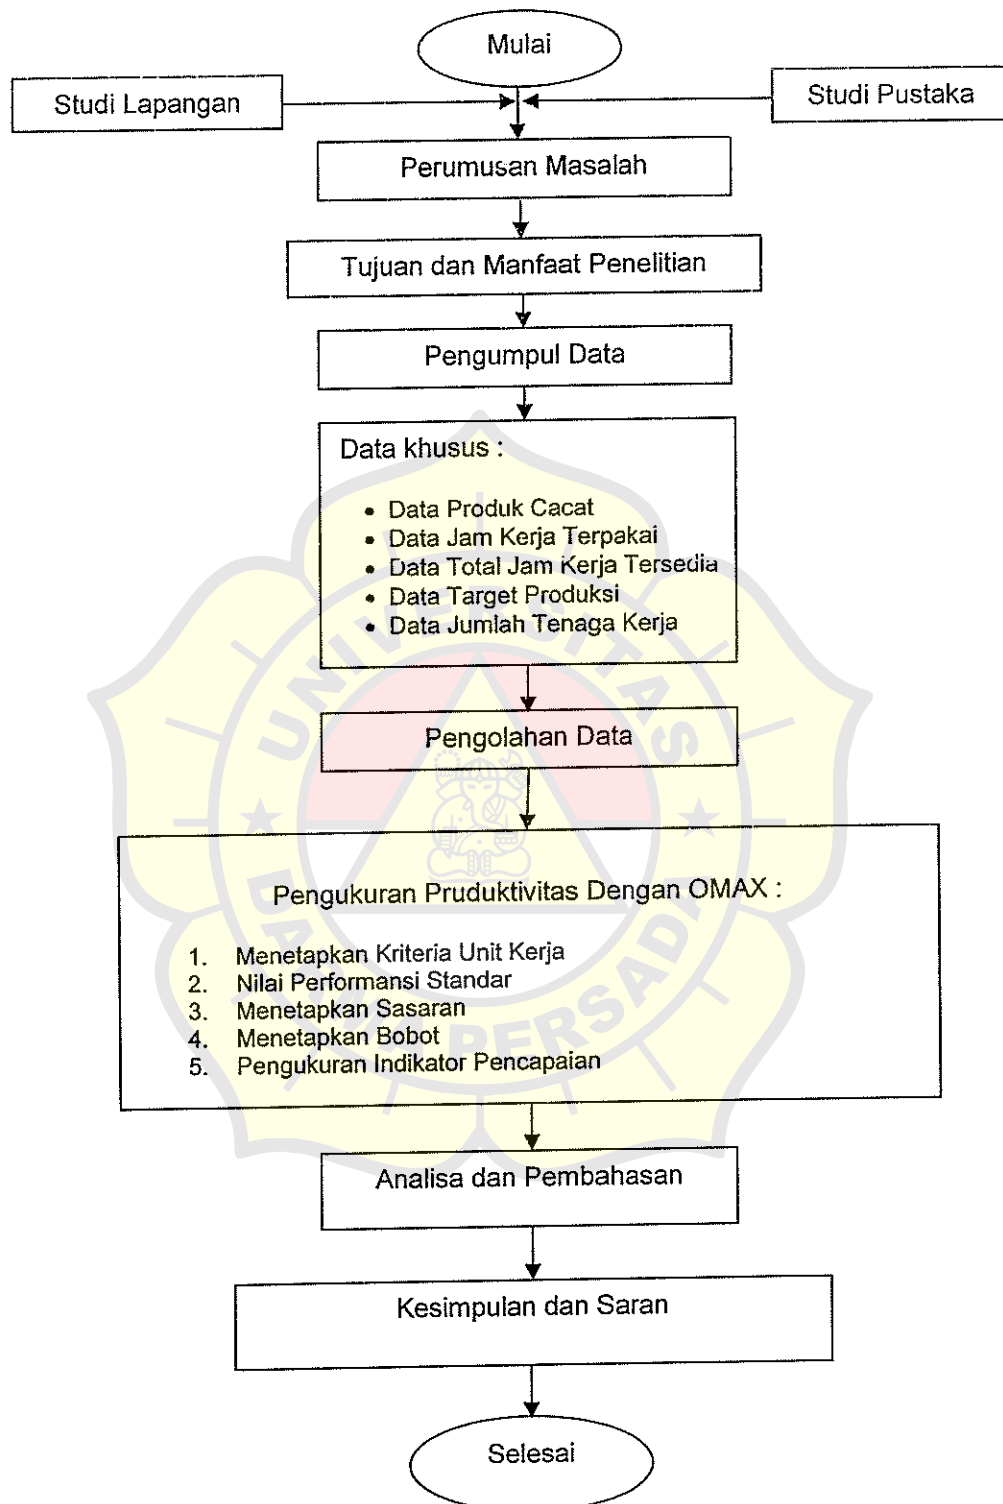 Mulai
Studi Lapangan
Studi Pustaka
Perumusan Masalah
Tujuan dan Manfaat Penelitian
Pengumpul Data
Data khusus :
• Data Produk Cacat
• Data Jam Kerja Terpakai
• Data Total Jam Kerja Tersedia
• Data Target Produksi
• Data Jumlah Tenaga Kerja
Pengolahan Data
Pengukuran Pruduktivitas Dengan OMAX :
1. Menetapkan Kriteria Unit Kerja
2. Nilai Performansi Standar
3. Menetapkan Sasaran
4. Menetapkan Bobot
5. Pengukuran Indikator Pencapaian
Analisa dan Pembahasan
Kesimpulan dan Saran
Selesai
UNIVERSITAS
DARMA PERSADA